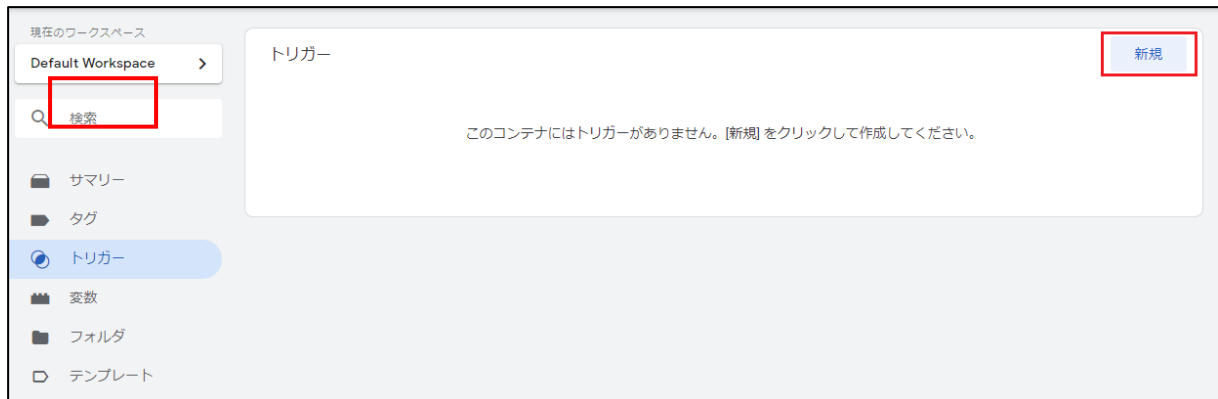 現在のワークスペース
Default Workspace
検索
サマリー
タグ
トリガー
変数
フォルダ
テンプレート
トリガー
新規
このコンテナにはトリガーがありません。[新規] をクリックして作成してください。